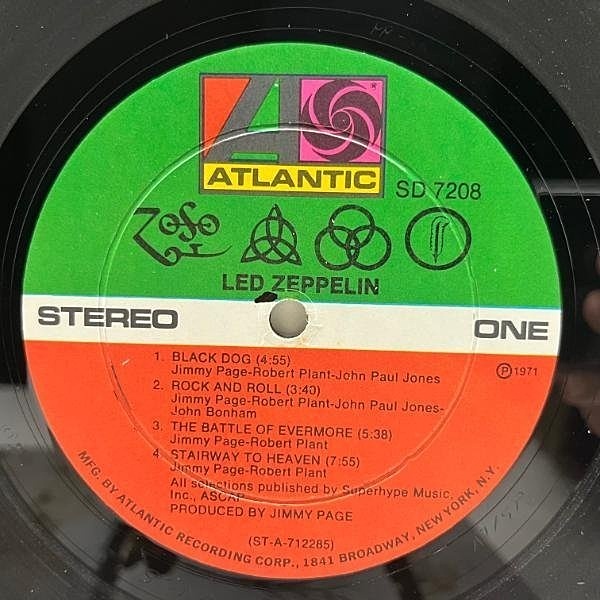 ATLANTIC
®
SD 7208
LED ZEPPELIN
STEREO
ONE
1. BLACK DOG (4:55)
Jimmy Page-Robert Plant-John Paul Jones
2. ROCK AND ROLL (3:40)
Jimmy Page-Robert Plant-John Paul Jones-
John Bonham
3. THE BATTLE OF EVERMORE (5:38)
Jimmy Page-Robert Plant
4. STAIRWAY TO HEAVEN (7:55)
Jimmy Page-Robert Plant
℗ 1971
All selections published by Superhype Music,
Inc., ASCAP
PRODUCED BY JIMMY PAGE
(ST-A-712285)
MFG. BY ATLANTIC RECORDING CORP., 1841 BROADWAY, NEW YORK, N.Y.